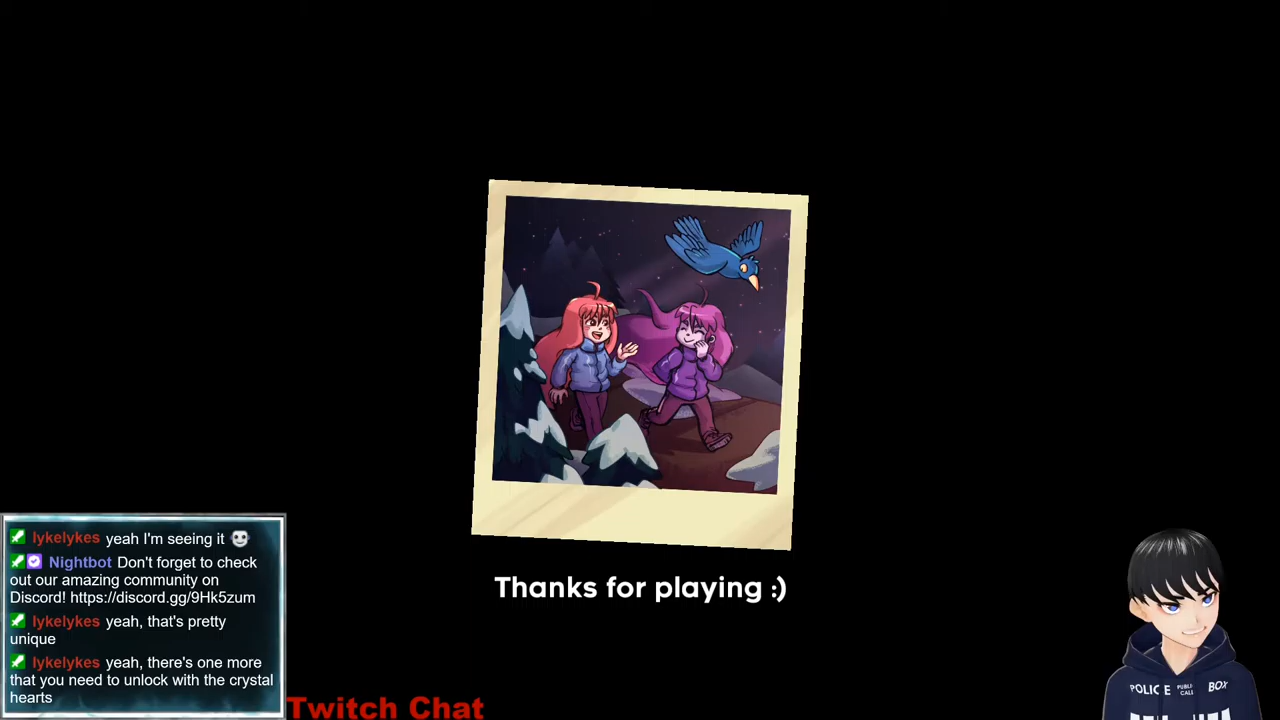 Thanks for playing :)
lykelykes yeah I'm seeing it
Nightbot Don't forget to check
out our amazing community on
Discord! https://discord.gg/9Hk5zum
lykelykes yeah, that's pretty
unique
lykelykes yeah, there's one more
that you need to unlock with the crystal
hearts
Twitch Chat
POLICE PUBLIC CALL BOX